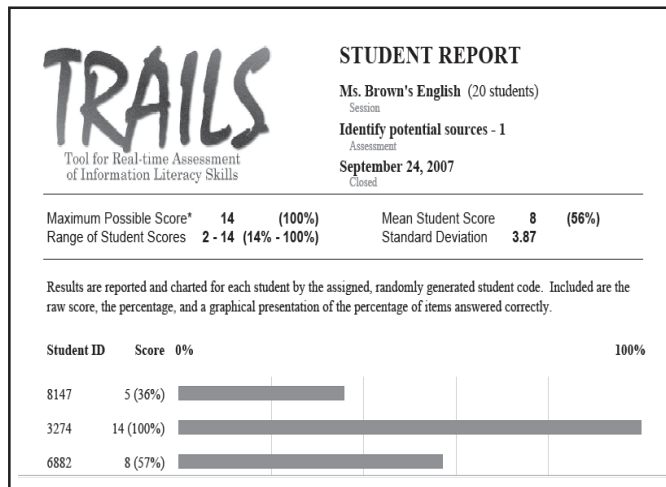 TRAILS
Tool for Real-time Assessment
of Information Literacy Skills
STUDENT REPORT
Ms. Brown's English (20 students)
Session
Identify potential sources - 1
Assessment
September 24, 2007
Closed
Maximum Possible Score* 14 (100%) Mean Student Score 8 (56%)
Range of Student Scores 2 - 14 (14% - 100%) Standard Deviation 3.87
Results are reported and charted for each student by the assigned, randomly generated student code. Included are the
raw score, the percentage, and a graphical presentation of the percentage of items answered correctly.
Student ID Score 0% 100%
8147 5 (36%)
3274 14 (100%)
6882 8 (57%)